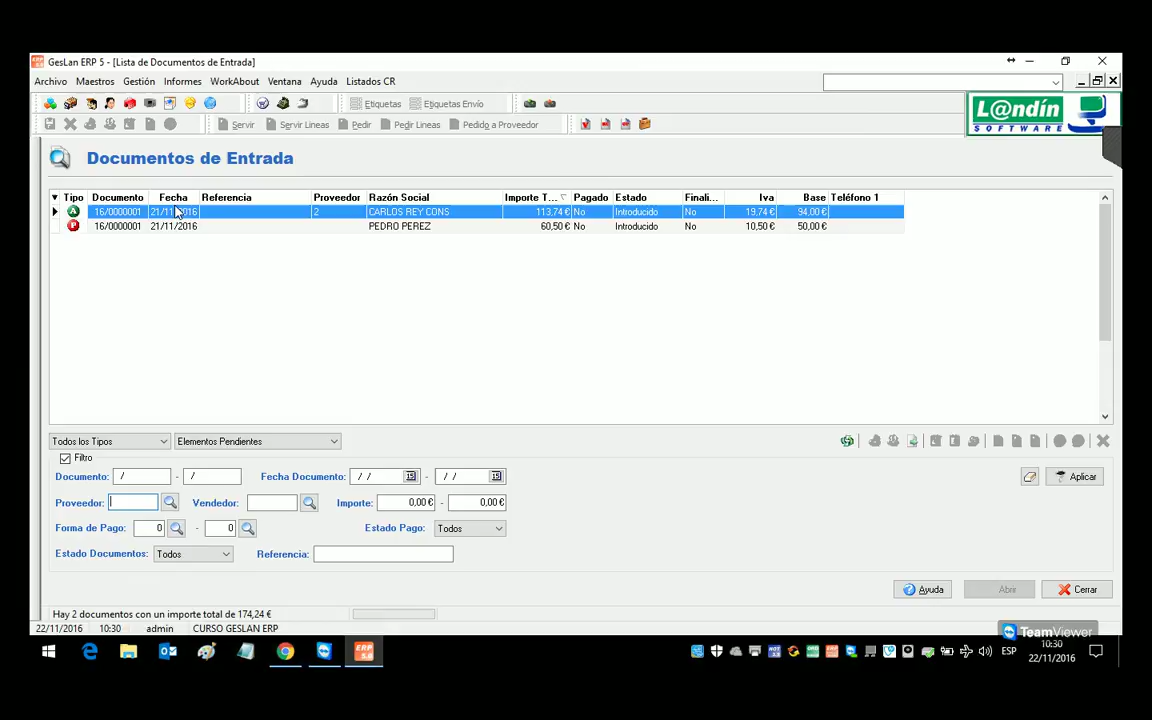 GesLan ERP 5 - [Lista de Documentos de Entrada]
Archivo Maestros Gestión Informes WorkAbout Ventana Ayuda Listados CR
Etiquetas Etiquetas Envío
Servir Servir Lineas Pedir Pedir Lineas Pedido a Proveedor
L@ndín
SOFTWARE
Documentos de Entrada
Tipo Documento Fecha Referencia Proveedor Razón Social Importe T... Pagado Estado Finali... Iva Base Teléfono 1
A 16/0000001 21/11/2016 2 CARLOS REY CONS 113,74 € No Introducido No 19,74 € 94,00 €
P 16/0000001 21/11/2016 PEDRO PEREZ 60,50 € No Introducido No 10,50 € 50,00 €
Todos los Tipos Elementos Pendientes
Filtro
Documento: / - / Fecha Documento: / / - / / Aplicar
Proveedor: Vendedor: Importe: 0,00 € - 0,00 €
Forma de Pago: 0 - 0 Estado Pago: Todos
Estado Documentos: Todos Referencia:
Ayuda Abrir Cerrar
Hay 2 documentos con un importe total de 174,24 €
22/11/2016 10:30 admin CURSO GESLAN ERP
TeamViewer
ESP 10:30
22/11/2016